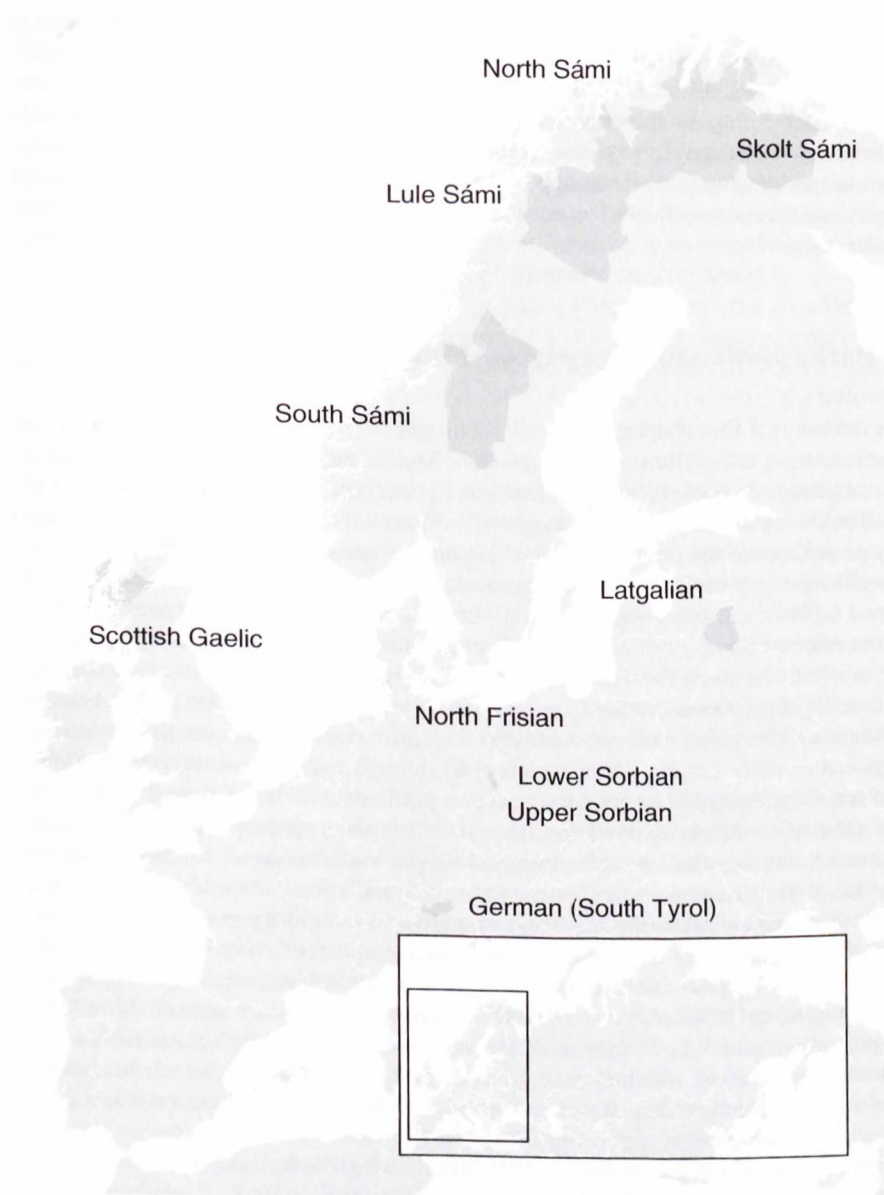 North Sámi
Skolt Sámi
Lule Sámi
South Sámi
Latgalian
Scottish Gaelic
North Frisian
Lower Sorbian
Upper Sorbian
German (South Tyrol)